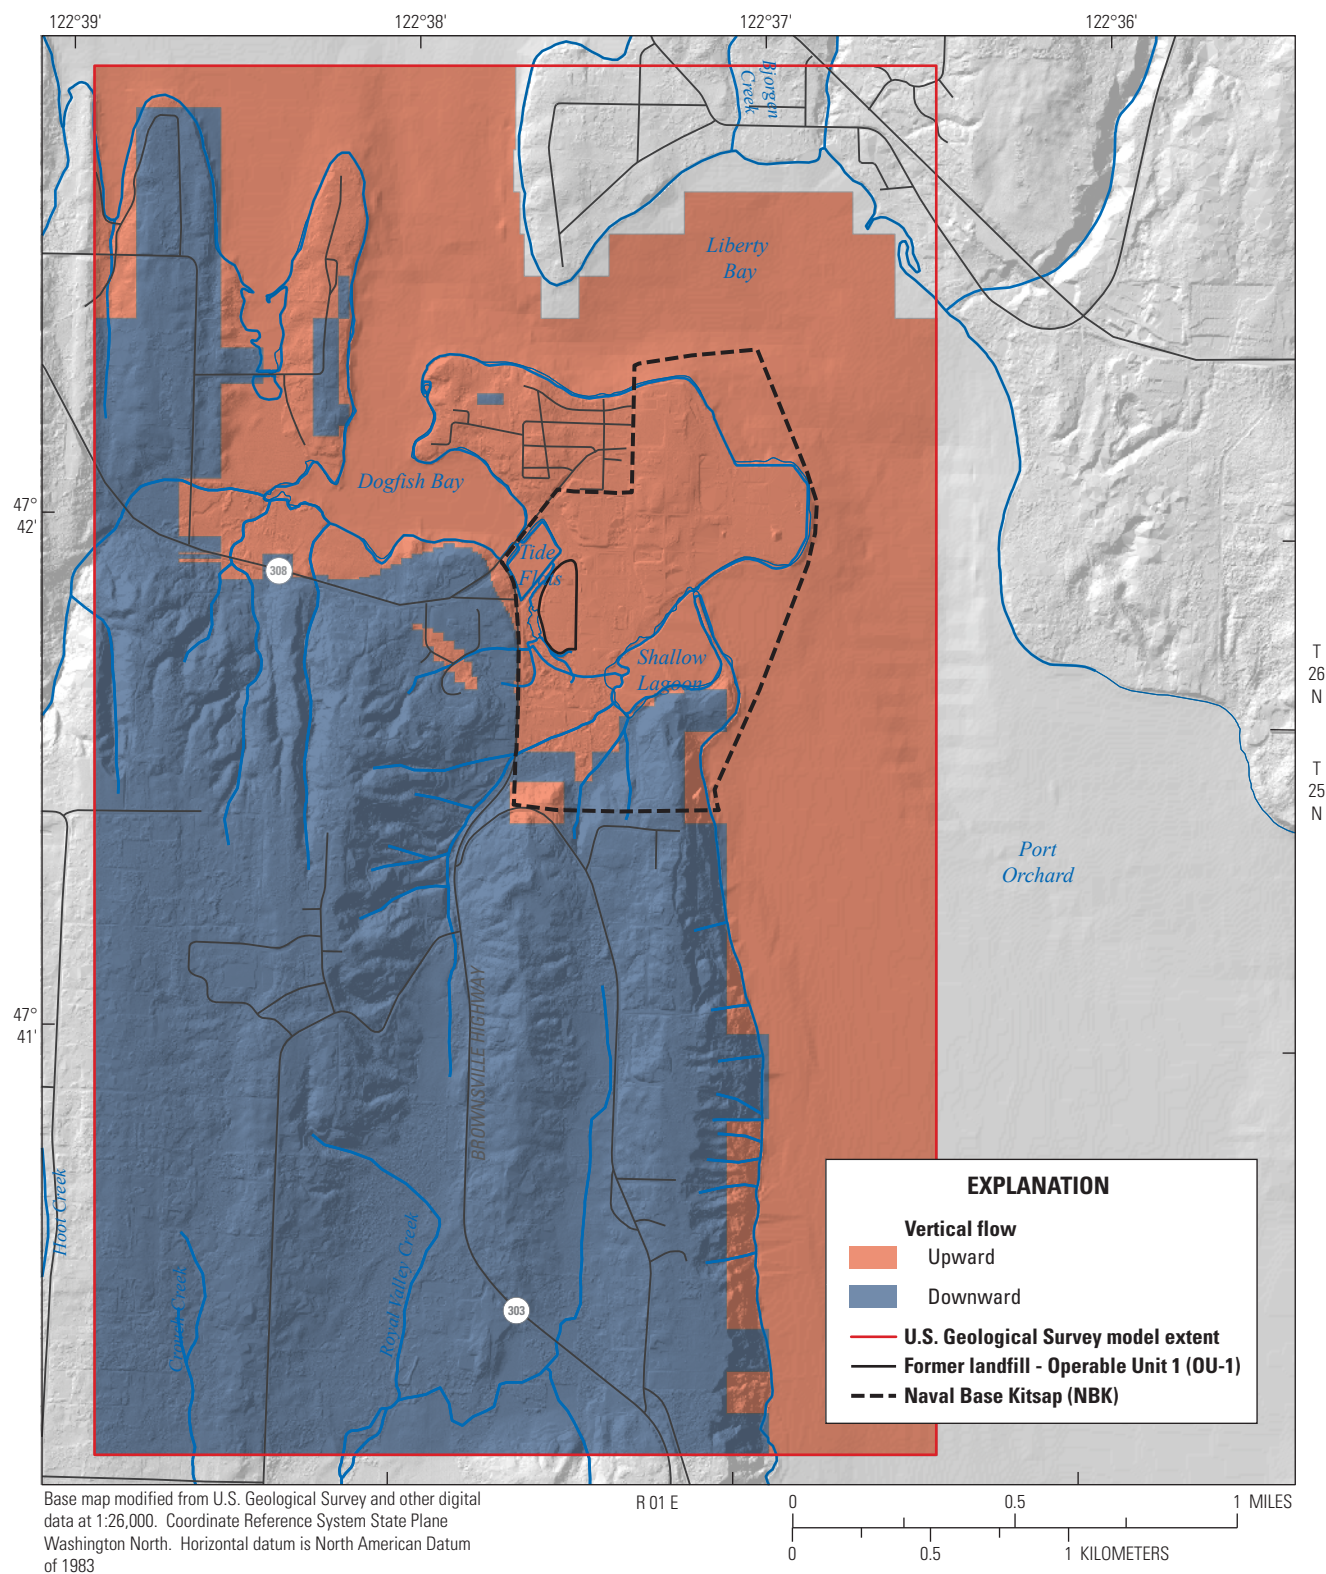 122°39'
122°38'
122°37'
122°36'
Bjorgen
Creek
Liberty
Bay
Dogfish Bay
47°
42'
Tide
Flats
308
Shallow
Lagoon
T
26
N
T
25
N
Port
Orchard
47°
41'
BROWNSVILLE HIGHWAY
Hool Creek
Crouch Creek
Royal Valley Creek
303
EXPLANATION
Vertical flow
Upward
Downward
U.S. Geological Survey model extent
Former landfill - Operable Unit 1 (OU-1)
Naval Base Kitsap (NBK)
Base map modified from U.S. Geological Survey and other digital
data at 1:26,000. Coordinate Reference System State Plane
Washington North. Horizontal datum is North American Datum
of 1983
R 01 E
0 0.5 1 MILES
0 0.5 1 KILOMETERS